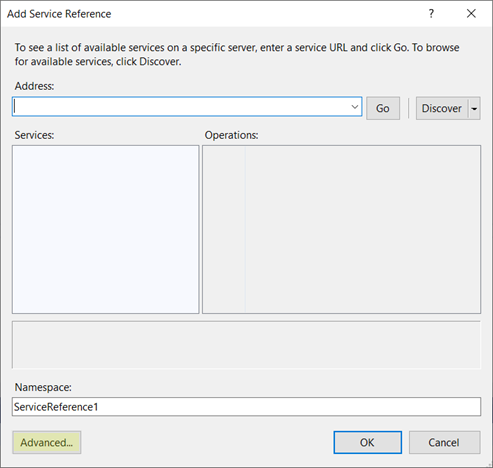 Add Service Reference
?
To see a list of available services on a specific server, enter a service URL and click Go. To browse
for available services, click Discover.
Address:
Go
Discover
Services:
Operations:
Namespace:
ServiceReference1
Advanced...
OK
Cancel